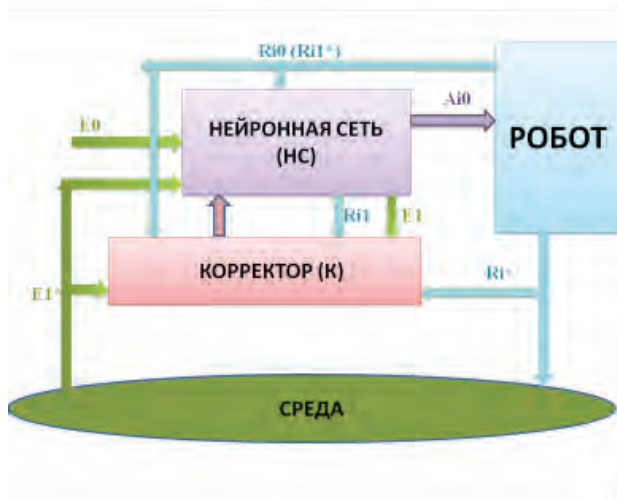 Ri0 (Ri1^)
Ai0
E0
НЕЙРОННАЯ СЕТЬ
(НС)
РОБОТ
Ri1
E1
КОРРЕКТОР (К)
E1^
Ri^
СРЕДА